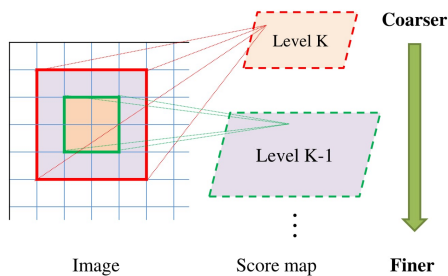 Coarser
Level K
Level K-1
⋮
Image
Score map
Finer